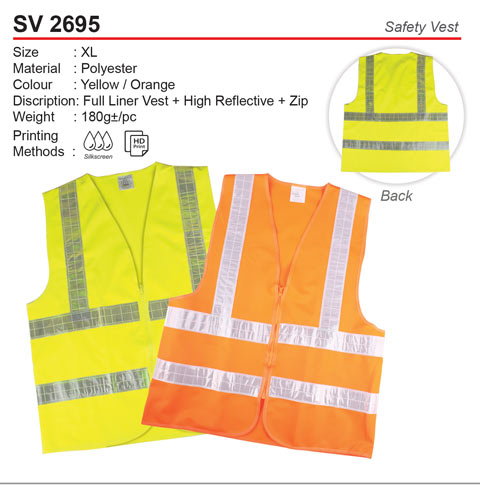 SV 2695
Safety Vest
Size : XL
Material : Polyester
Colour : Yellow / Orange
Discription: Full Liner Vest + High Reflective + Zip
Weight : 180g±/pc
Printing
Methods :
Silkscreen
HD
Print
Back